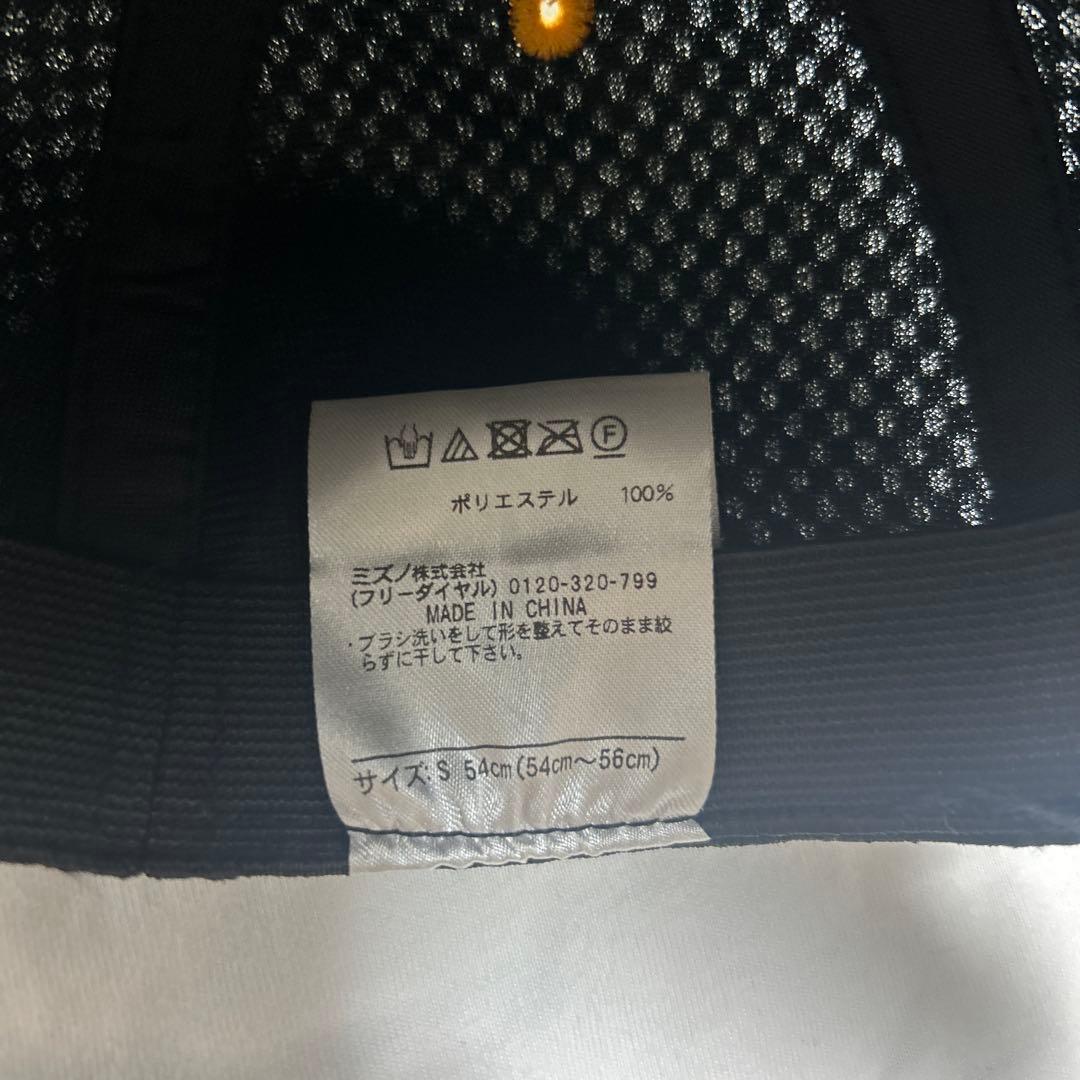 F
ポリエステル 100%
ミズノ株式会社
(フリーダイヤル) 0120-320-799
MADE IN CHINA
・ブラシ洗いをして形を整えてそのまま絞
らずに干して下さい。
サイズ:S 54cm(54cm～56cm)